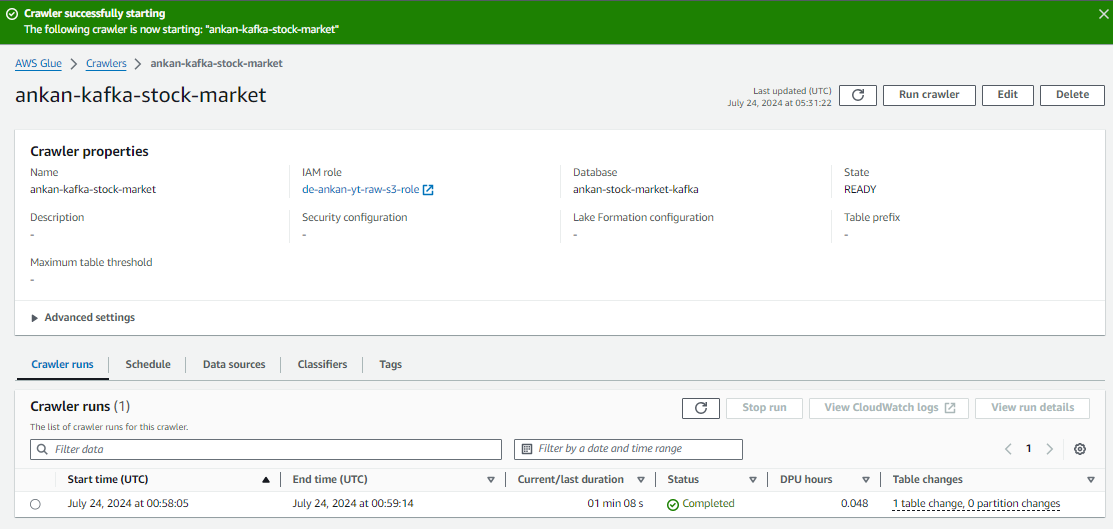 Crawler successfully starting
The following crawler is now starting: "ankan-kafka-stock-market"
AWS Glue > Crawlers > ankan-kafka-stock-market
ankan-kafka-stock-market
Last updated (UTC)
July 24, 2024 at 05:31:22
Run crawler
Edit
Delete
Crawler properties
Name
ankan-kafka-stock-market
IAM role
de-ankan-yt-raw-s3-role
Database
ankan-stock-market-kafka
State
READY
Description
-
Security configuration
-
Lake Formation configuration
-
Table prefix
-
Maximum table threshold
-
Advanced settings
Crawler runs
Schedule
Data sources
Classifiers
Tags
Crawler runs (1)
The list of crawler runs for this crawler.
Stop run
View CloudWatch logs
View run details
Filter data
Filter by a date and time range
1
Start time (UTC) End time (UTC) Current/last duration Status DPU hours Table changes
July 24, 2024 at 00:58:05 July 24, 2024 at 00:59:14 01 min 08 s Completed 0.048 1 table change, 0 partition changes